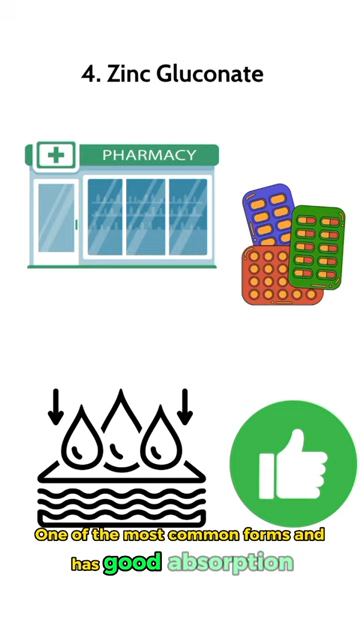 4. Zinc Gluconate
PHARMACY
One of the most common forms and
has good absorption